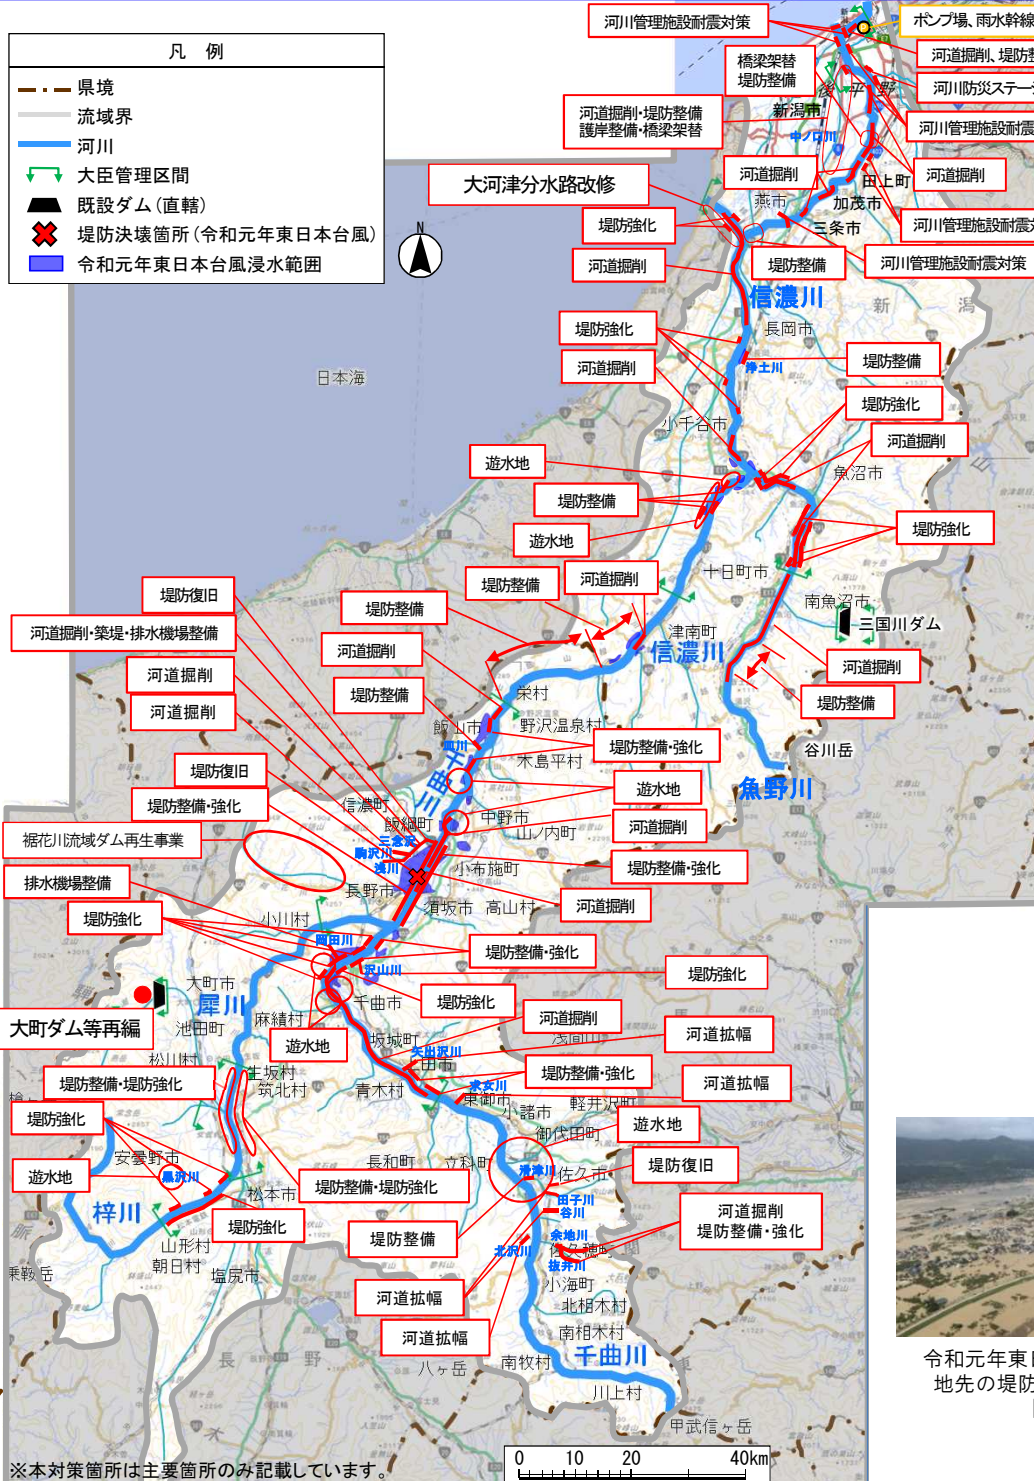 凡 例
県境
流域界
河川
大臣管理区間
既設ダム(直轄)
堤防決壊箇所(令和元年東日本台風)
令和元年東日本台風浸水範囲
N
河川管理施設耐震対策
ポンプ場、雨水幹線
河道掘削、堤防整
橋梁架替
堤防整備
河川防災ステーシ
河道掘削・堤防整備
護岸整備・橋梁架替
新潟市
後 平 野
中ノ口川
河川管理施設耐震
河道掘削
河道掘削
田上町
大河津分水路改修
燕市
加茂市
三条市
河川管理施設耐震対
堤防強化
堤防整備
河川管理施設耐震対策
河道掘削
信濃川
新 潟
堤防強化
長岡市
河道掘削
浄土川
堤防整備
日本海
堤防強化
小千谷市
河道掘削
遊水地
魚沼市
堤防整備
堤防強化
遊水地
十日町市
堤防整備
河道掘削
南魚沼市
堤防復旧
堤防整備
三国川ダム
河道掘削・築堤・排水機場整備
津南町
河道掘削
信濃川
河道掘削
河道掘削
堤防整備
堤防整備
河道掘削
栄村
飯山市
野沢温泉村
皿川
堤防整備・強化
谷川岳
木島平村
千曲川
堤防復旧
魚野川
遊水地
堤防整備・強化
信濃町
中野市
飯綱町
山ノ内町
河道掘削
裾花川流域ダム再生事業
三念沢
駒沢川
浅川
小布施町
堤防整備・強化
排水機場整備
長野市
須坂市
高山村
河道掘削
堤防強化
小川村
岡田川
堤防整備・強化
沢山川
堤防強化
大町市
犀川
千曲市
堤防強化
大町ダム等再編
池田町
麻績村
遊水地
坂城町
河道掘削
浅間山
河道拡幅
矢出沢川
上田市
松川村
生坂村
筑北村
堤防整備・堤防強化
青木村
堤防整備・強化
河道拡幅
求女川
東御市
小諸市
軽井沢町
堤防強化
御代田町
遊水地
安曇野市
黒沢川
遊水地
長和町
立科町
滑津川
佐久市
堤防復旧
松本市
堤防整備・堤防強化
田子川
谷川
梓川
堤防強化
河道掘削
堤防整備・強化
堤防整備
余地川
佐久穂町
北沢川
抜井川
山形村
朝日村
乗鞍岳
塩尻市
小海町
河道拡幅
北相木村
河道拡幅
南相木村
長 野
八ヶ岳
南牧村
千曲川
川上村
甲武信ヶ岳
令和元年東日
地先の堤防
※本対策箇所は主要箇所のみ記載しています。
0 10 20 40km